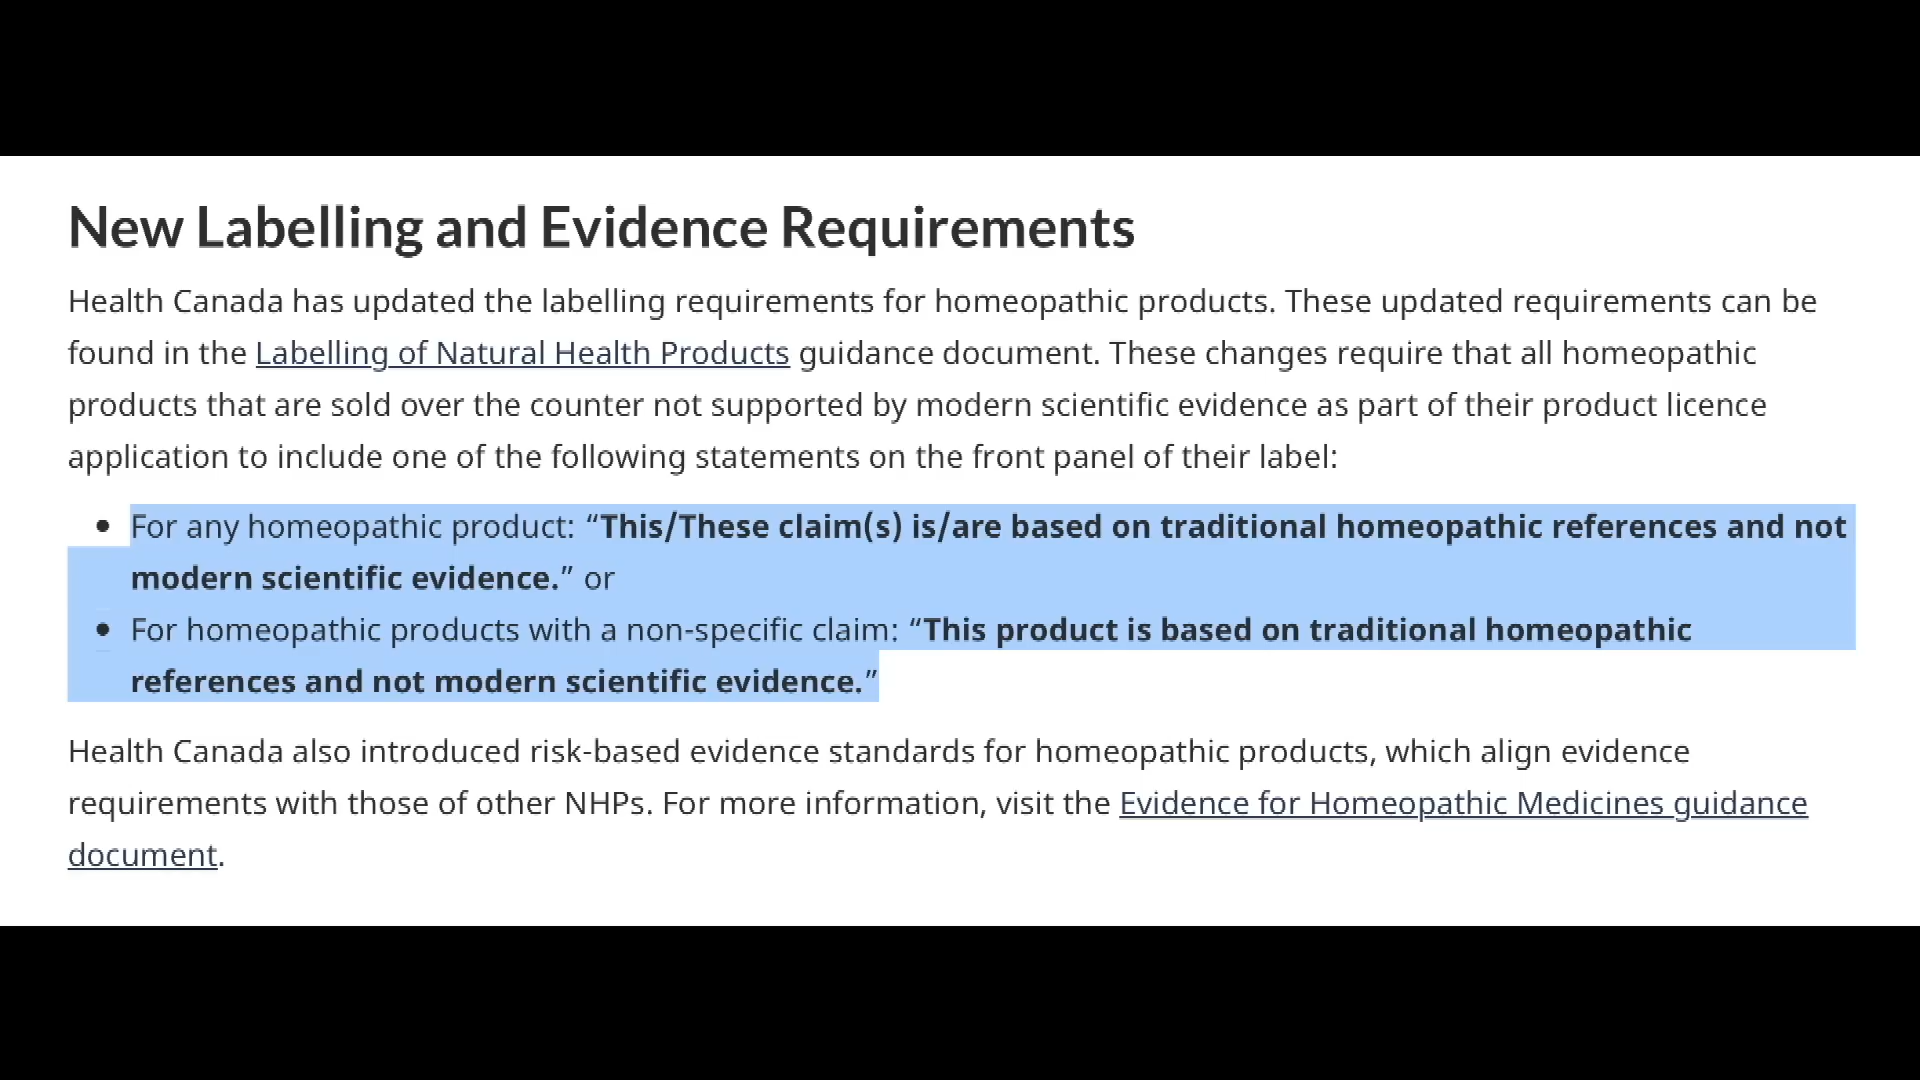 New Labelling and Evidence Requirements
Health Canada has updated the labelling requirements for homeopathic products. These updated requirements can be
found in the Labelling of Natural Health Products guidance document. These changes require that all homeopathic
products that are sold over the counter not supported by modern scientific evidence as part of their product licence
application to include one of the following statements on the front panel of their label:
• For any homeopathic product: “This/These claim(s) is/are based on traditional homeopathic references and not
modern scientific evidence.” or
• For homeopathic products with a non-specific claim: “This product is based on traditional homeopathic
references and not modern scientific evidence.”
Health Canada also introduced risk-based evidence standards for homeopathic products, which align evidence
requirements with those of other NHPs. For more information, visit the Evidence for Homeopathic Medicines guidance
document.